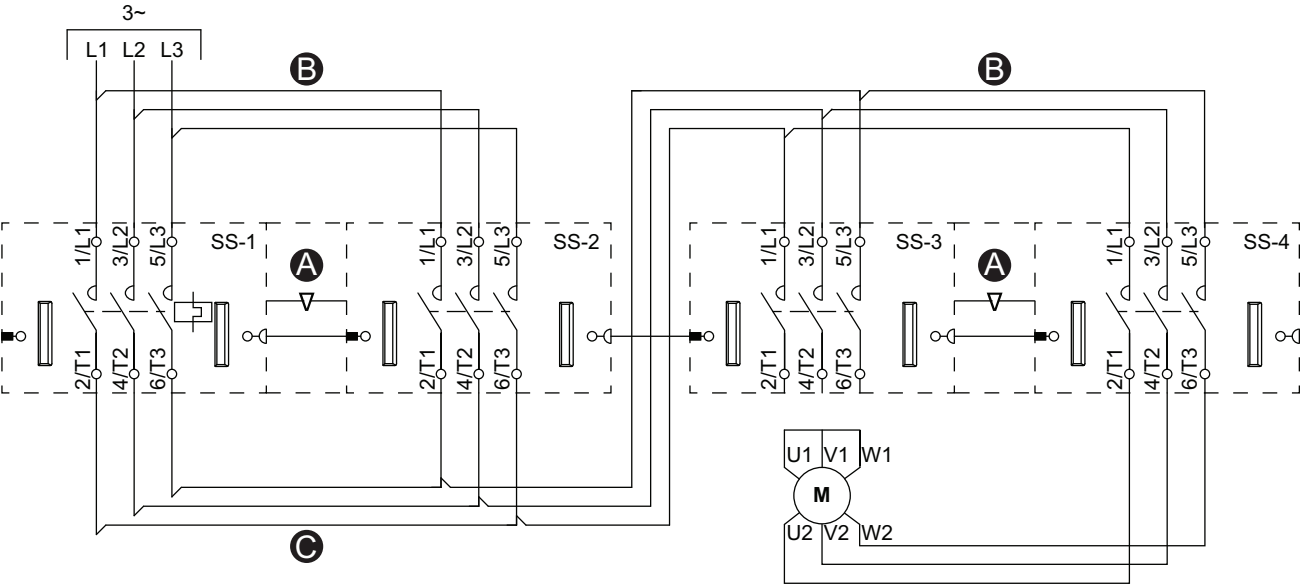 3~
L1 L2 L3
B
B
1/L1 3/L2 5/L3 SS-1
1/L1 3/L2 5/L3 SS-2
1/L1 3/L2 5/L3 SS-3
1/L1 3/L2 5/L3 SS-4
A
A
2/T1 4/T2 6/T3
2/T1 4/T2 6/T3
2/T1 4/T2 6/T3
2/T1 4/T2 6/T3
U1 V1 W1
M
U2 V2 W2
C